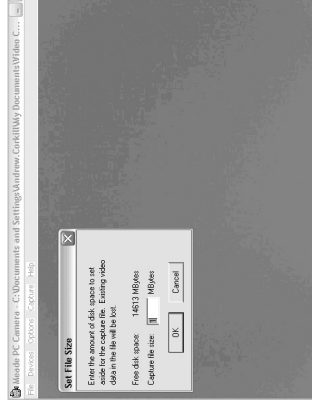 Meade PC Camera - C:\Documents and Settings\Andrew.Corkill\My Documents\Video C...
File Devices Options Capture Help
Set File Size
Enter the amount of disk space to set
aside for the capture file. Existing video
data in the file will be lost.
Free disk space: 14613 MBytes
Capture file size: MBytes
OK Cancel